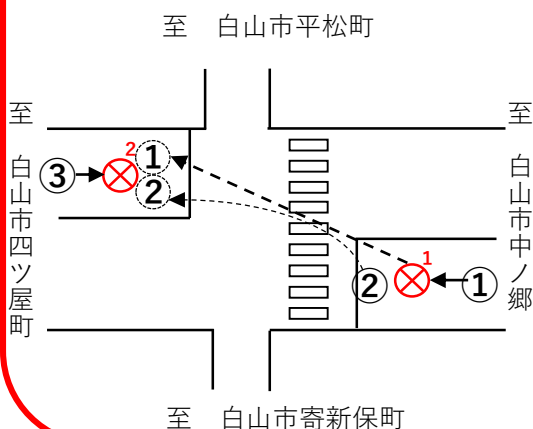 至　白山市平松町
至　白山市四ツ屋町
至　白山市中ノ郷
2
①
③
②
1
②
①
至　白山市寄新保町